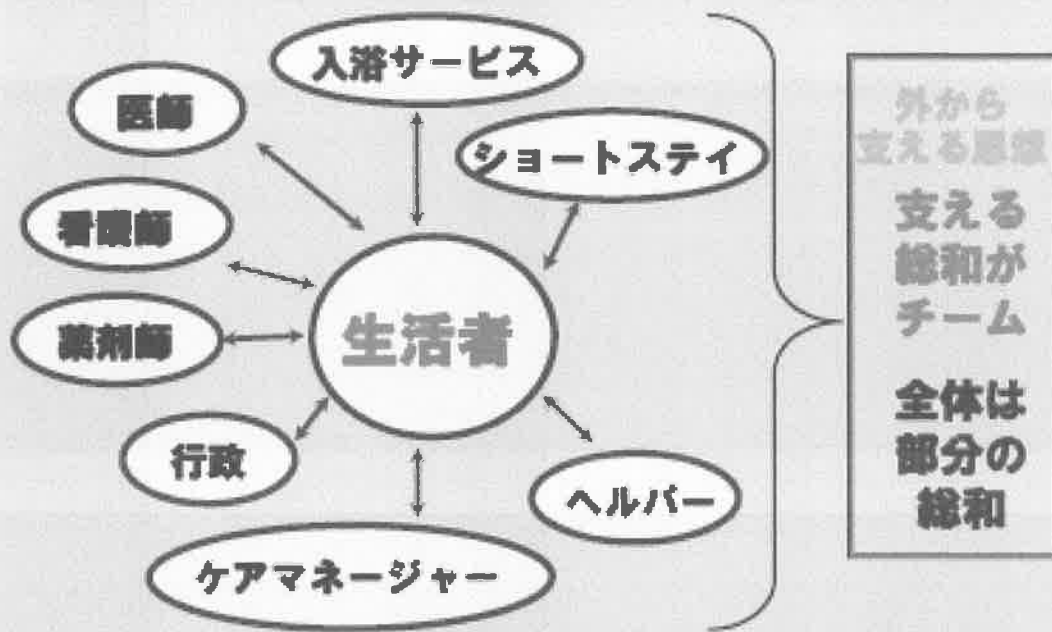 入浴サービス
医師
ショートステイ
看護師
薬剤師
生活者
行政
ヘルパー
ケアマネージャー
外から
支える思想
支える
総和が
チーム
全体は
部分の
総和